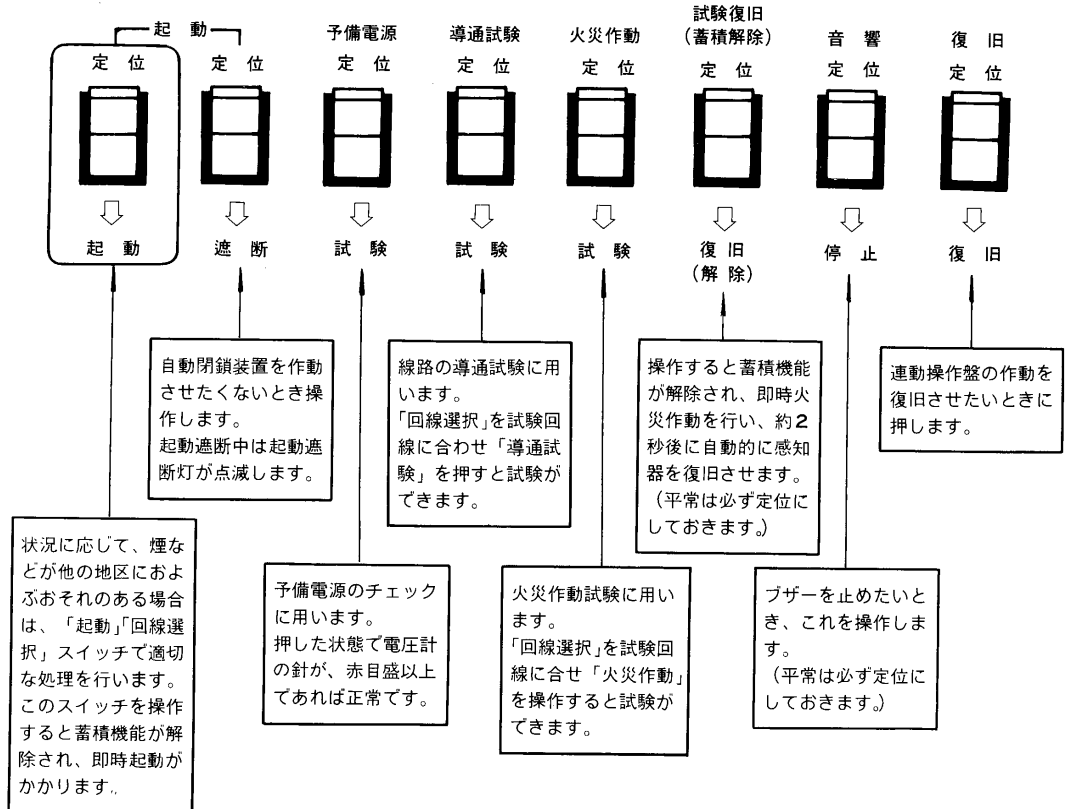 起動
予備電源
導通試験
火災作動
試験復旧
(蓄積解除)
音響
復旧
定位
定位
定位
定位
定位
定位
定位
定位
起動
遮断
試験
試験
試験
復旧
(解除)
停止
復旧
自動閉鎖装置を作動
させたくないとき操
作します。
起動遮断中は起動遮
断灯が点滅します。
線路の導通試験に用
います。
「回線選択」を試験回
線に合わせ「導通試
験」を押すと試験が
できます。
操作すると蓄積機能
が解除され、即時火
災作動を行い、約2
秒後に自動的に感知
器を復旧させます。
(平常は必ず定位に
しておきます。)
連動操作盤の作動を
復旧させたいときに
押します。
状況に応じて、煙な
どが他の地区におよ
ぶおそれのある場合
は、「起動」「回線選
択」スイッチで適切
な処理を行います。
このスイッチを操作
すると蓄積機能が解
除され、即時起動が
かかります。
予備電源のチェック
に用います。
押した状態で電圧計
の針が、赤目盛以上
であれば正常です。
火災作動試験に用い
ます。
「回線選択」を試験回
線に合せ「火災作動」
を操作すると試験が
できます。
ブザーを止めたいと
き、これを操作しま
す。
(平常は必ず定位に
しておきます。)